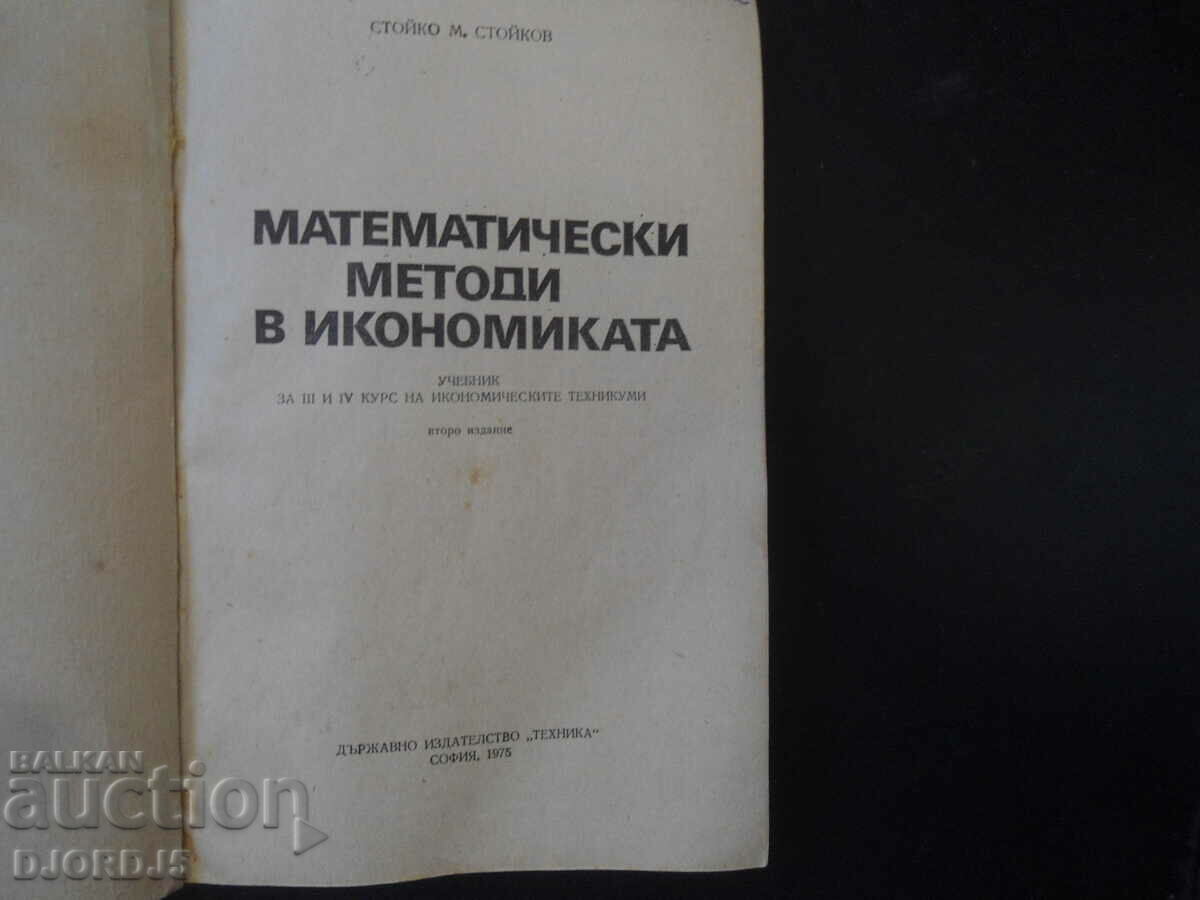 СТОЙКО М. СТОЙКОВ
МАТЕМАТИЧЕСКИ
МЕТОДИ
В ИКОНОМИКАТА
УЧЕБНИК
ЗА III И IV КУРС НА ИКОНОМИЧЕСКИТЕ ТЕХНИКУМИ
второ издание
ДЪРЖАВНО ИЗДАТЕЛСТВО „ТЕХНИКА“
СОФИЯ, 1975
BALKAN
auction
DJORDJ5